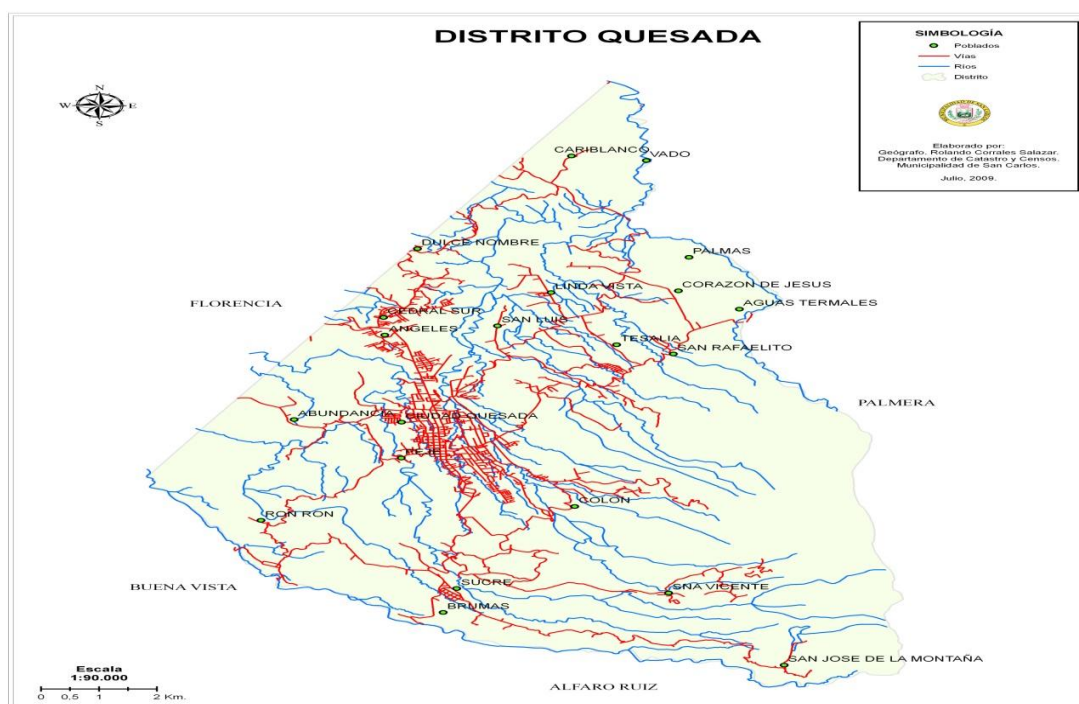 DISTRITO QUESADA
SIMBOLOGÍA
Poblados
Vías
Ríos
Distrito
Elaborado por:
Geógrafo. Rolando Corrales Salazar.
Departamento de Catastro y Censos.
Municipalidad de San Carlos.
Julio, 2009.
N
W E
S
CARIBLANCO
VADO
DULCE NOMBRE
PALMAS
CORAZON DE JESUS
LINDA VISTA
FLORENCIA
AGUAS TERMALES
CEDRAL SUR
SAN LUIS
ANGELES
TESALIA
SAN RAFAELITO
PALMERA
ABUNDANCIA
CIUDAD QUESADA
COLON
RON RON
BUENA VISTA
SUCRE
SNA VICENTE
BRUMAS
SAN JOSE DE LA MONTAÑA
ALFARO RUIZ
Escala
1:90.000
0 0.5 1 2 Km.